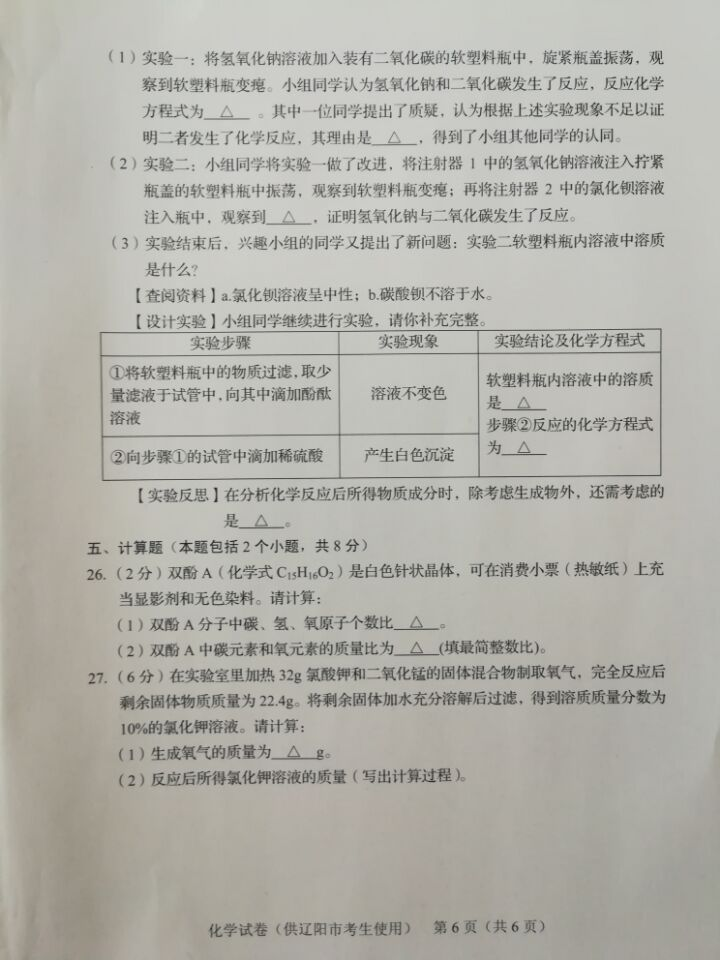 （1）实验一：将氢氧化钠溶液加入装有二氧化碳的软塑料瓶中，旋紧瓶盖振荡，观
察到软塑料瓶变瘪。小组同学认为氢氧化钠和二氧化碳发生了反应，反应化学
方程式为 △ 。其中一位同学提出了质疑，认为根据上述实验现象不足以证
明二者发生了化学反应，其理由是 △ ，得到了小组其他同学的认同。
（2）实验二：小组同学将实验一做了改进，将注射器 1 中的氢氧化钠溶液注入拧紧
瓶盖的软塑料瓶中振荡，观察到软塑料瓶变瘪；再将注射器 2 中的氯化钡溶液
注入瓶中，观察到 △ ，证明氢氧化钠与二氧化碳发生了反应。
（3）实验结束后，兴趣小组的同学又提出了新问题：实验二软塑料瓶内溶液中溶质
是什么？
【查阅资料】a.氯化钡溶液呈中性；b.碳酸钡不溶于水。
【设计实验】小组同学继续进行实验，请你补充完整。
实验步骤 实验现象 实验结论及化学方程式
①将软塑料瓶中的物质过滤，取少
量滤液于试管中，向其中滴加酚酞
溶液
溶液不变色
软塑料瓶内溶液中的溶质
是 △
步骤②反应的化学方程式
为 △
②向步骤①的试管中滴加稀硫酸 产生白色沉淀
【实验反思】在分析化学反应后所得物质成分时，除考虑生成物外，还需考虑的
是 △ 。
五、计算题（本题包括 2 个小题，共 8 分）
26.（2 分）双酚 A（化学式 C₁₅H₁₆O₂）是白色针状晶体，可在消费小票（热敏纸）上充
当显影剂和无色染料。请计算：
（1）双酚 A 分子中碳、氢、氧原子个数比 △ 。
（2）双酚 A 中碳元素和氧元素的质量比为 △ (填最简整数比)。
27.（6 分）在实验室里加热 32g 氯酸钾和二氧化锰的固体混合物制取氧气，完全反应后
剩余固体物质质量为 22.4g。将剩余固体加水充分溶解后过滤，得到溶质质量分数为
10%的氯化钾溶液。请计算：
（1）生成氧气的质量为 △ g。
（2）反应后所得氯化钾溶液的质量（写出计算过程）。
化学试卷（供辽阳市考生使用） 第 6 页（共 6 页）